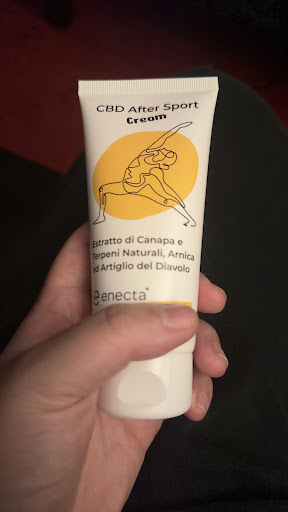 CBD After Sport
Cream
Estratto di Canapa e
Terpeni Naturali, Arnica
ed Artiglio del Diavolo
enecta